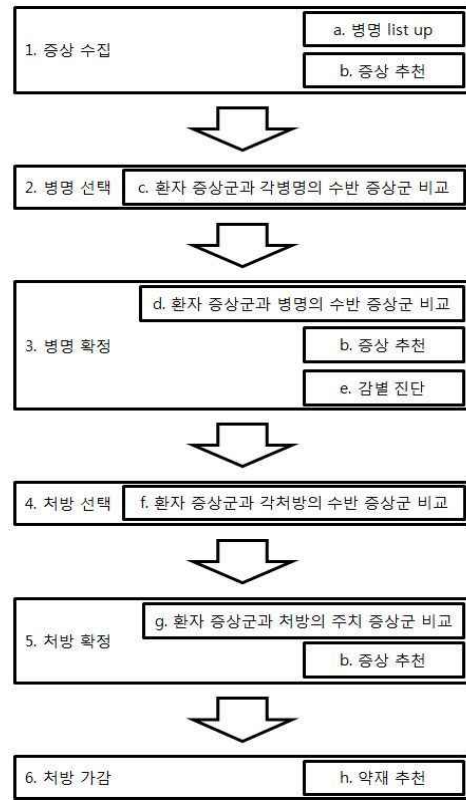 1. 증상 수집
a. 병명 list up
b. 증상 추천
2. 병명 선택
c. 환자 증상군과 각병명의 수반 증상군 비교
3. 병명 확정
d. 환자 증상군과 병명의 수반 증상군 비교
b. 증상 추천
e. 감별 진단
4. 처방 선택
f. 환자 증상군과 각처방의 수반 증상군 비교
5. 처방 확정
g. 환자 증상군과 처방의 주치 증상군 비교
b. 증상 추천
6. 처방 가감
h. 약재 추천